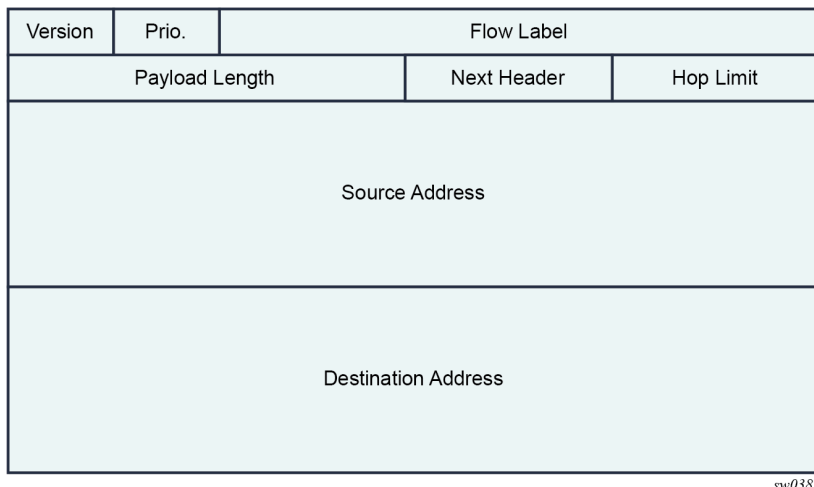 Version Prio. Flow Label
Payload Length Next Header Hop Limit
Source Address
Destination Address
sw038